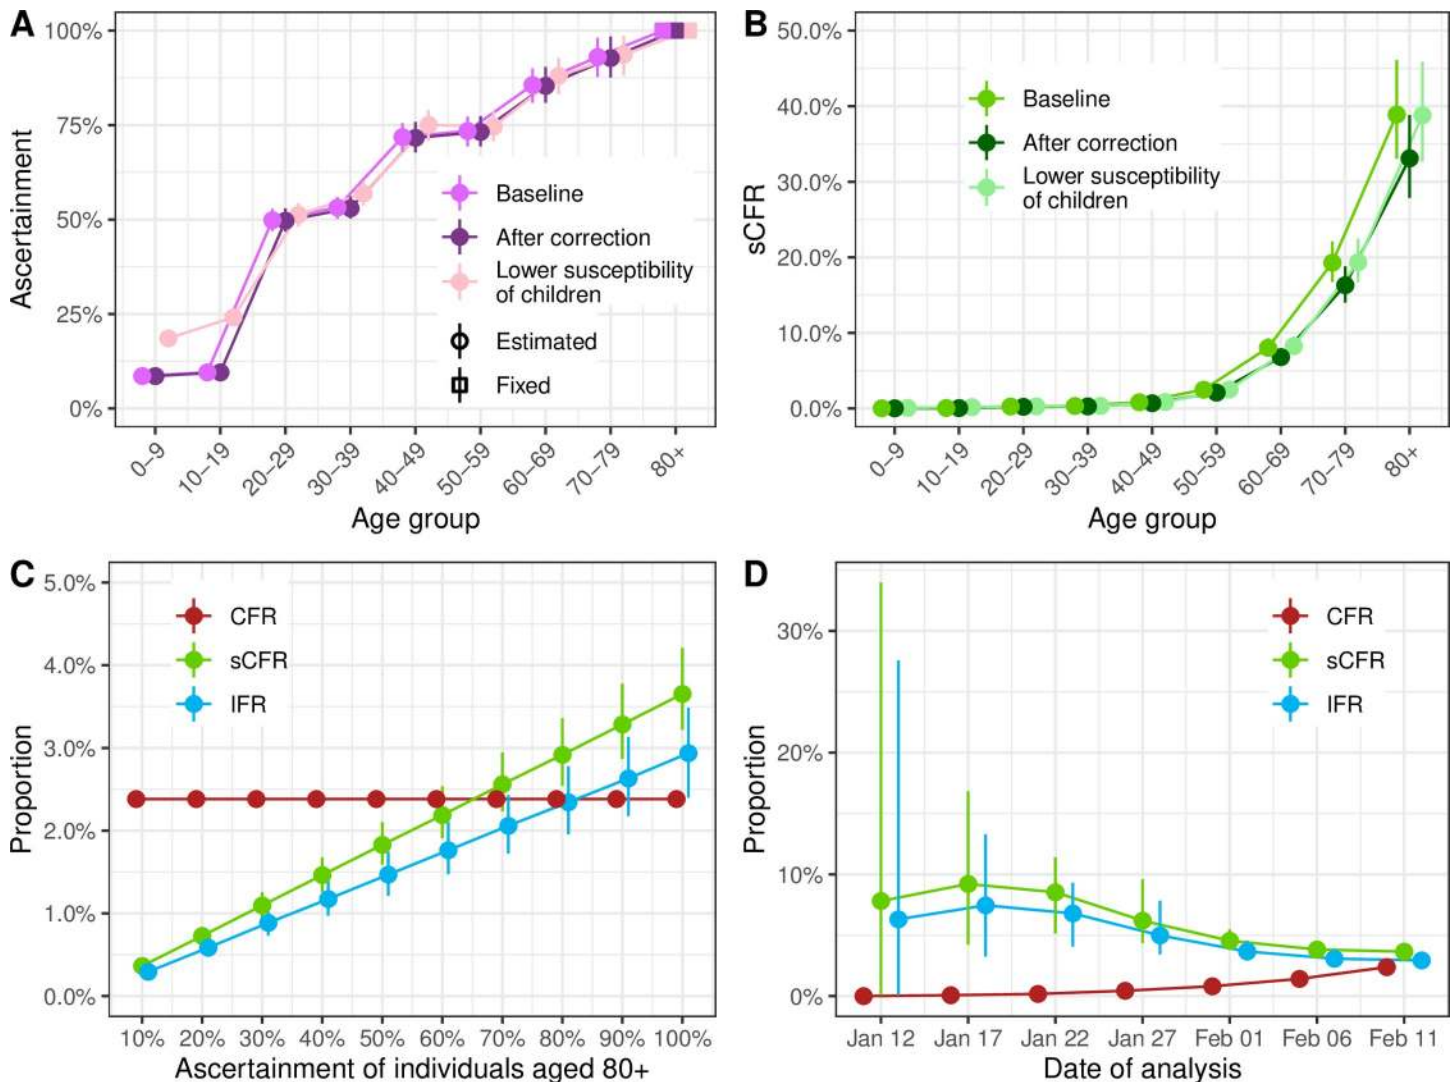 A
100%
75%
50%
25%
0%
Ascertainment
Baseline
After correction
Lower susceptibility
of children
Estimated
Fixed
0–9
10–19
20–29
30–39
40–49
50–59
60–69
70–79
80+
Age group
B
50.0%
40.0%
30.0%
20.0%
10.0%
0.0%
sCFR
Baseline
After correction
Lower susceptibility
of children
0–9
10–19
20–29
30–39
40–49
50–59
60–69
70–79
80+
Age group
C
5.0%
4.0%
3.0%
2.0%
1.0%
0.0%
Proportion
CFR
sCFR
IFR
10% 20% 30% 40% 50% 60% 70% 80% 90% 100%
Ascertainment of individuals aged 80+
D
30%
20%
10%
0%
Proportion
CFR
sCFR
IFR
Jan 12 Jan 17 Jan 22 Jan 27 Feb 01 Feb 06 Feb 11
Date of analysis